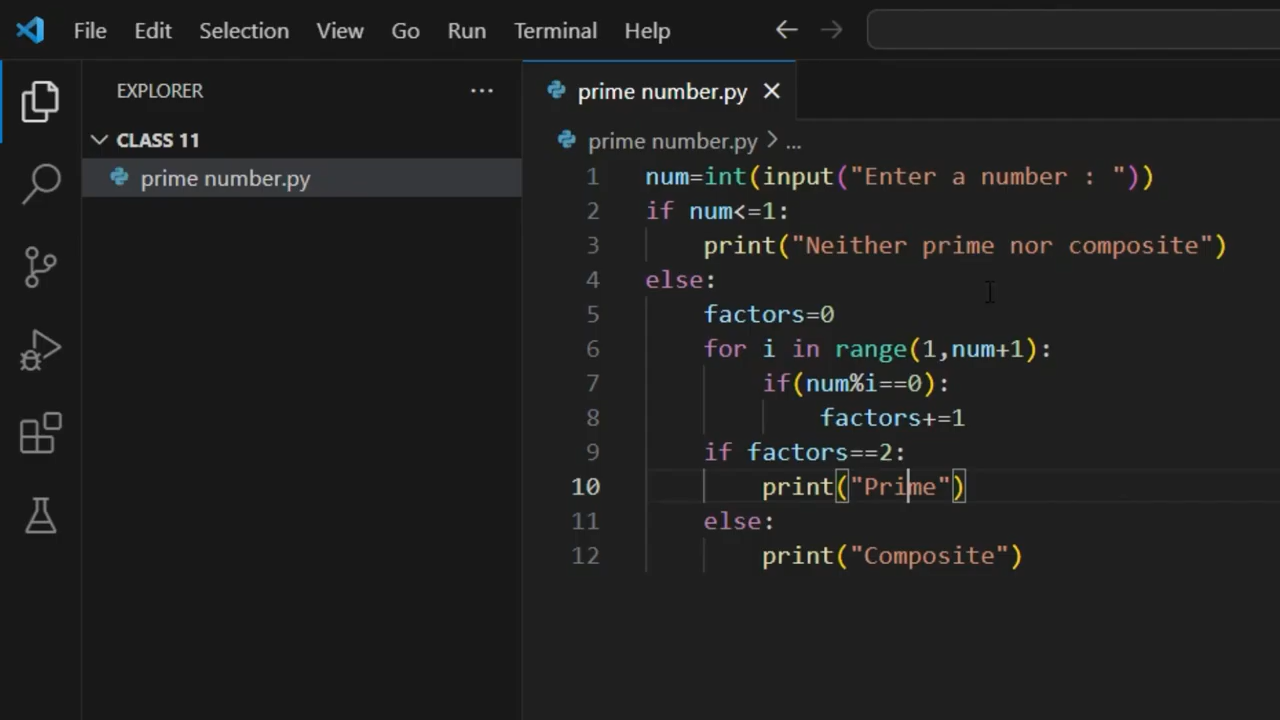 File Edit Selection View Go Run Terminal Help
EXPLORER
CLASS 11
prime number.py
prime number.py
prime number.py > ...
1 num=int(input("Enter a number : "))
2 if num<=1:
3     print("Neither prime nor composite")
4 else:
5     factors=0
6     for i in range(1,num+1):
7         if(num%i==0):
8             factors+=1
9     if factors==2:
10         print("Prime")
11     else:
12         print("Composite")